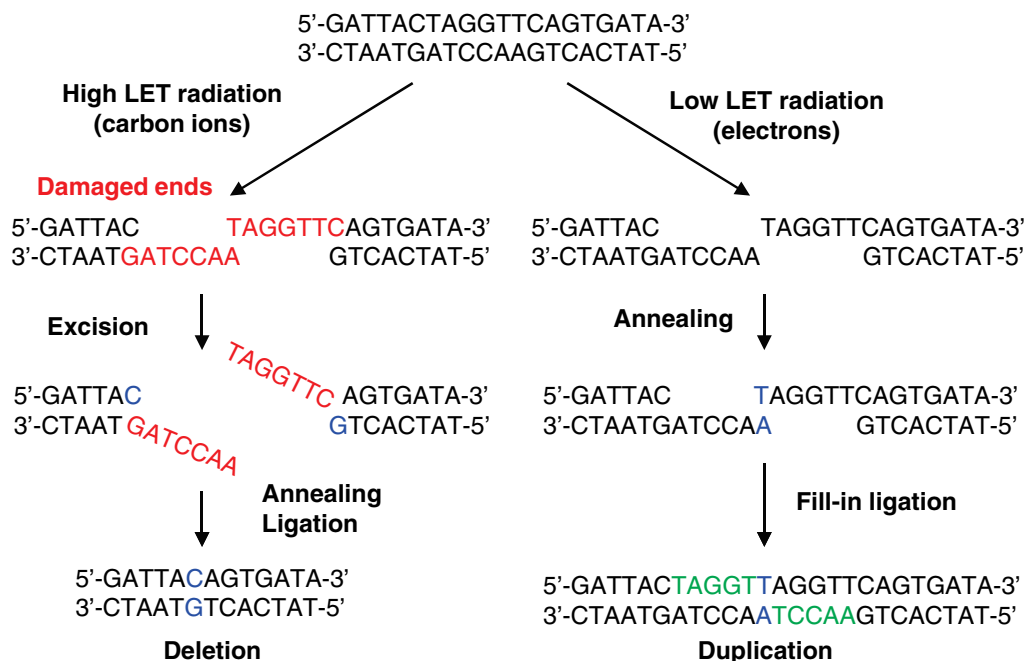 5’-GATTACTAGGTTCAGTGATA-3’
3’-CTAATGATCCAAGTCACTAT-5’
High LET radiation
(carbon ions)
Low LET radiation
(electrons)
Damaged ends
5’-GATTAC TAGGTTCAGTGATA-3’
3’-CTAATGATCCAA GTCACTAT-5’
5’-GATTAC TAGGTTCAGTGATA-3’
3’-CTAATGATCCAA GTCACTAT-5’
Excision
Annealing
5’-GATTAC TAGGTTC AGTGATA-3’
3’-CTAAT GATCCAA GTCACTAT-5’
5’-GATTAC TAGGTTCAGTGATA-3’
3’-CTAATGATCCAA GTCACTAT-5’
Annealing
Ligation
Fill-in ligation
5’-GATTACAGTGATA-3’
3’-CTAATGTCACTAT-5’
Deletion
5’-GATTACTAGGTTAGGTTCAGTGATA-3’
3’-CTAATGATCCAATCCAAGTCACTAT-5’
Duplication